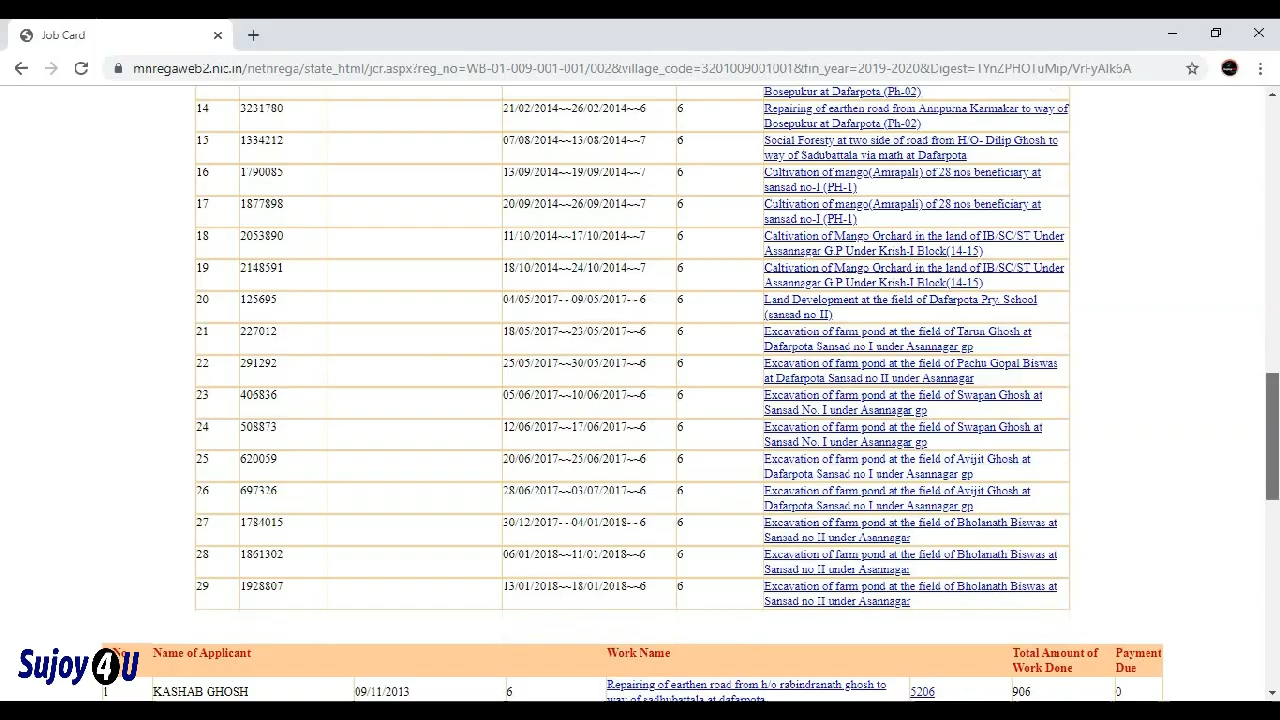 Job Card
mnregaweb2.nic.in/netnrega/state_html/jcr.aspx?reg_no=WB-01-009-001-001/002&village_code=3201009001001&fin_year=2019-2020&Digest=
Bosepukur at Dafarpota (Ph-02)
14 3231780 21/02/2014~~26/02/2014~~6 6 Repairing of earthen road from Annpurna Karmakar to way of
Bosepukur at Dafarpota (Ph-02)
15 1334212 07/08/2014~~13/08/2014~~7 6 Social Foresty at two side of road from H/O- Dilip Ghosh to
way of Sadubattala via math at Dafarpota
16 1790085 13/09/2014~~19/09/2014~~7 6 Cultivation of mango(Amrapali) of 28 nos beneficiary at
sansad no-I (PH-1)
17 1877898 20/09/2014~~26/09/2014~~7 6 Cultivation of mango(Amrapali) of 28 nos beneficiary at
sansad no-I (PH-1)
18 2053890 11/10/2014~~17/10/2014~~7 6 Caltivation of Mango Orchard in the land of IB/SC/ST Under
Assannagar G.P Under Krish-I Block(14-15)
19 2148591 18/10/2014~~24/10/2014~~7 6 Caltivation of Mango Orchard in the land of IB/SC/ST Under
Assannagar G.P Under Krish-I Block(14-15)
20 125695 04/05/2017~~09/05/2017~~6 6 Land Development at the field of Dafarpota Pry. School
(sansad no II)
21 227012 18/05/2017~~23/05/2017~~6 6 Excavation of farm pond at the field of Tarun Ghosh at
Dafarpota Sansad no I under Asannagar gp
22 291292 25/05/2017~~30/05/2017~~6 6 Excavation of farm pond at the field of Pachu Gopal Biswas
at Dafarpota Sansad no II under Asannagar
23 406836 05/06/2017~~10/06/2017~~6 6 Excavation of farm pond at the field of Swapan Ghosh at
Sansad No. I under Asannagar gp
24 508873 12/06/2017~~17/06/2017~~6 6 Excavation of farm pond at the field of Swapan Ghosh at
Sansad No. I under Asannagar gp
25 620059 20/06/2017~~25/06/2017~~6 6 Excavation of farm pond at the field of Avijit Ghosh at
Dafarpota Sansad no I under Asannagar gp
26 697326 28/06/2017~~03/07/2017~~6 6 Excavation of farm pond at the field of Avijit Ghosh at
Dafarpota Sansad no I under Asannagar gp
27 1784015 30/12/2017~~04/01/2018~~6 6 Excavation of farm pond at the field of Bholanath Biswas at
Sansad no II under Asannagar
28 1861302 06/01/2018~~11/01/2018~~6 6 Excavation of farm pond at the field of Bholanath Biswas at
Sansad no II under Asannagar
29 1928807 13/01/2018~~18/01/2018~~6 6 Excavation of farm pond at the field of Bholanath Biswas at
Sansad no II under Asannagar
No Name of Applicant Work Name Total Amount of Payment
Work Done Due
Sujoy4U
1 KASHAB GHOSH 09/11/2013 6 Repairing of earthen road from h/o rabindranath ghosh to 5206 906 0
way of sadhubattala at dafarpota